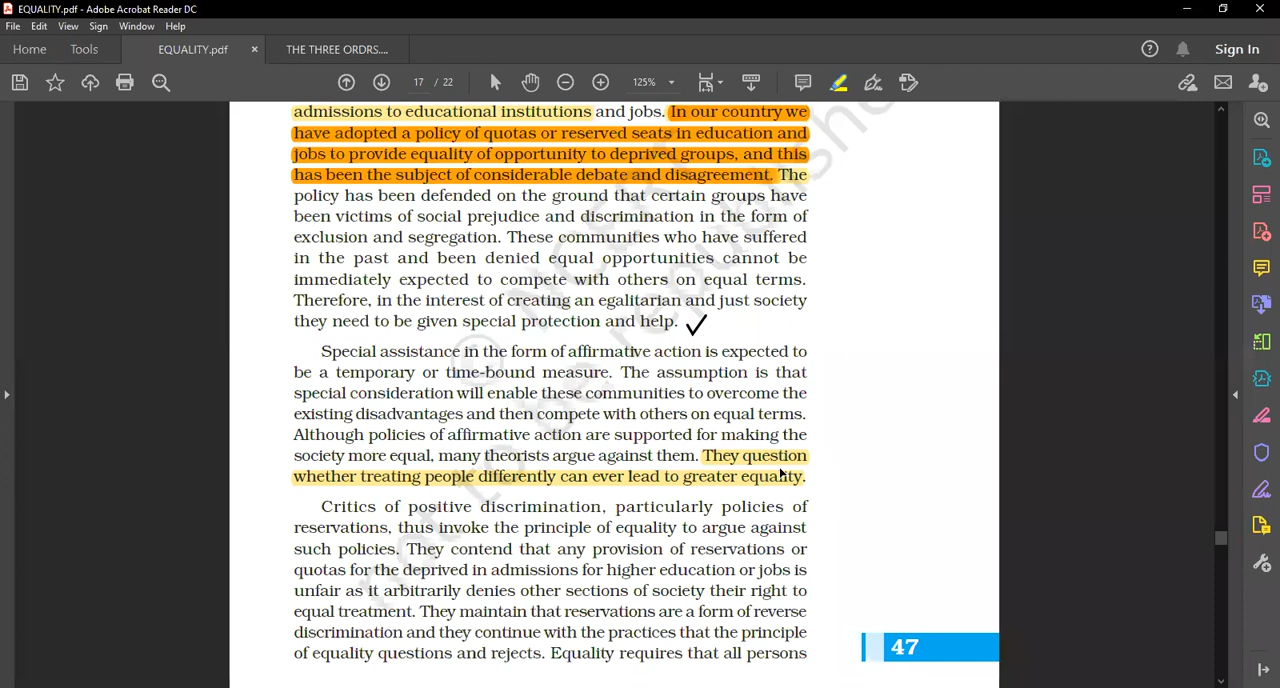 EQUALITY.pdf - Adobe Acrobat Reader DC
File Edit View Sign Window Help
Home Tools EQUALITY.pdf × THE THREE ORDRS.... Sign In
17 / 22 125%
admissions to educational institutions and jobs. In our country we
have adopted a policy of quotas or reserved seats in education and
jobs to provide equality of opportunity to deprived groups, and this
has been the subject of considerable debate and disagreement. The
policy has been defended on the ground that certain groups have
been victims of social prejudice and discrimination in the form of
exclusion and segregation. These communities who have suffered
in the past and been denied equal opportunities cannot be
immediately expected to compete with others on equal terms.
Therefore, in the interest of creating an egalitarian and just society
they need to be given special protection and help.
Special assistance in the form of affirmative action is expected to
be a temporary or time-bound measure. The assumption is that
special consideration will enable these communities to overcome the
existing disadvantages and then compete with others on equal terms.
Although policies of affirmative action are supported for making the
society more equal, many theorists argue against them. They question
whether treating people differently can ever lead to greater equality.
Critics of positive discrimination, particularly policies of
reservations, thus invoke the principle of equality to argue against
such policies. They contend that any provision of reservations or
quotas for the deprived in admissions for higher education or jobs is
unfair as it arbitrarily denies other sections of society their right to
equal treatment. They maintain that reservations are a form of reverse
discrimination and they continue with the practices that the principle
of equality questions and rejects. Equality requires that all persons
47
not to be republished